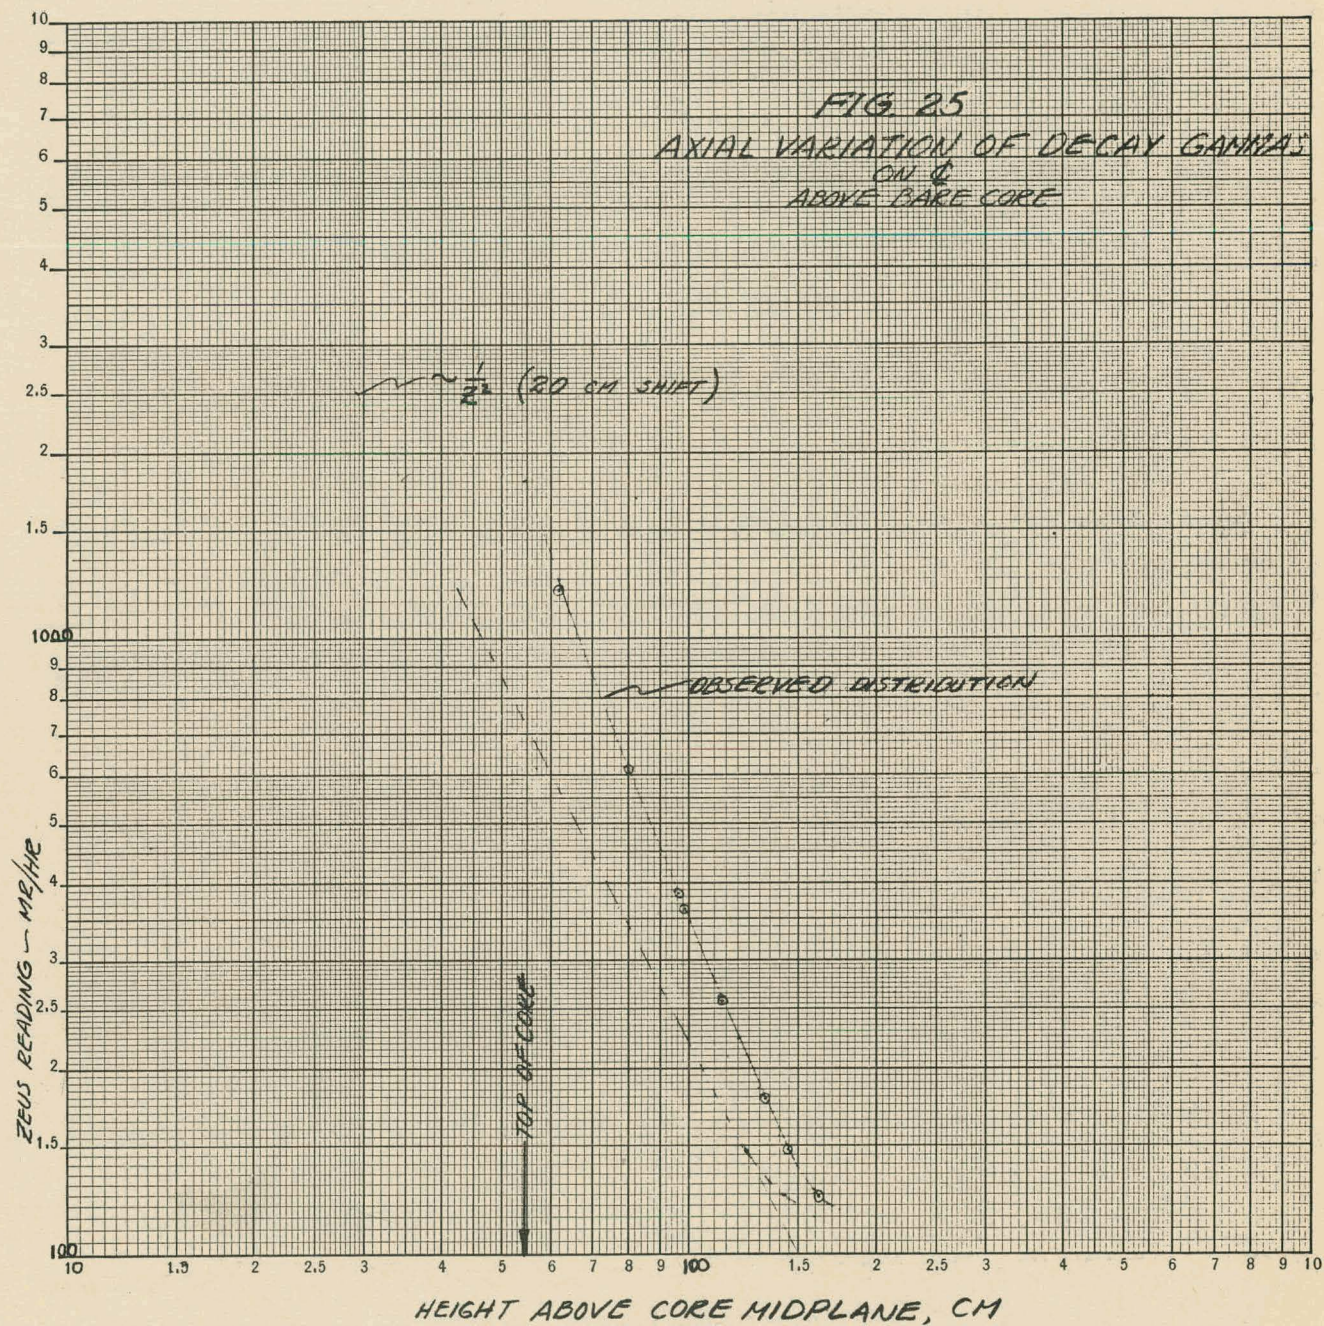 10
9
8
7
6
5
4
3
2.5
2
1.5
1000
9
8
7
6
5
4
3
2.5
2
1.5
100
FIG. 25
AXIAL VARIATION OF DECAY GAMMAS
ON ℄
ABOVE BARE CORE
~ 1/Z² (20 CM SHIFT)
OBSERVED DISTRIBUTION
TOP OF CORE
ZEUS READING — MR/HR
10 1.5 2 2.5 3 4 5 6 7 8 9 100 1.5 2 2.5 3 4 5 6 7 8 9 10
HEIGHT ABOVE CORE MIDPLANE, CM